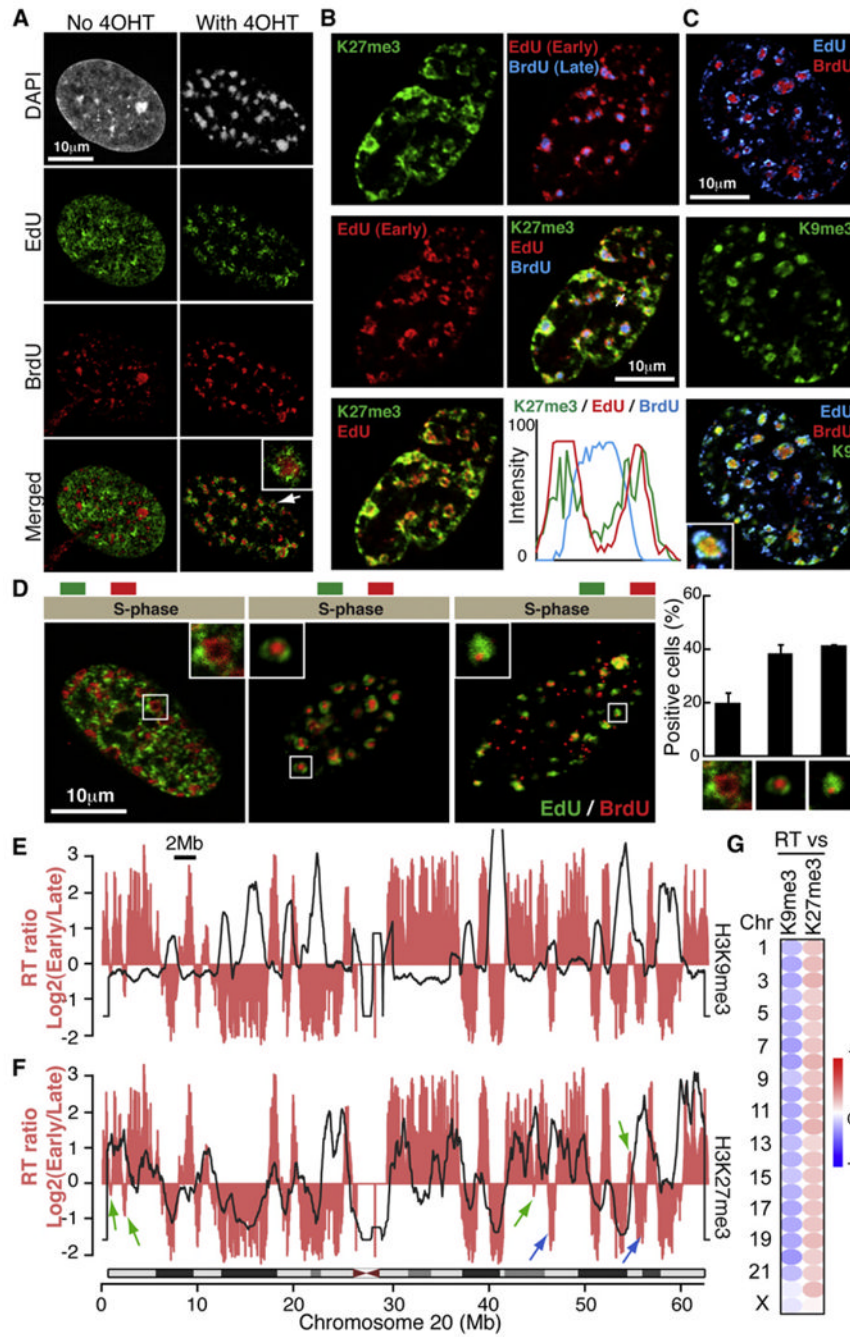 A
No 4OHT
With 4OHT
DAPI
10µm
EdU
BrdU
Merged
B
K27me3
EdU (Early)
BrdU (Late)
EdU (Early)
K27me3
EdU
BrdU
10µm
K27me3
EdU
K27me3 / EdU / BrdU
100
Intensity
0
C
EdU
BrdU
10µm
K9me3
EdU
BrdU
K9
D
S-phase
S-phase
S-phase
10µm
EdU / BrdU
Positive cells (%)
60
40
20
0
E
2Mb
RT ratio
Log2(Early/Late)
3
2
1
0
1
-2
H3K9me3
F
RT ratio
Log2(Early/Late)
3
2
1
0
-1
-2
H3K27me3
0
10
20
30
40
50
60
Chromosome 20 (Mb)
G
RT vs
K9me3
K27me3
Chr
1
3
5
7
9
11
13
15
17
19
21
X